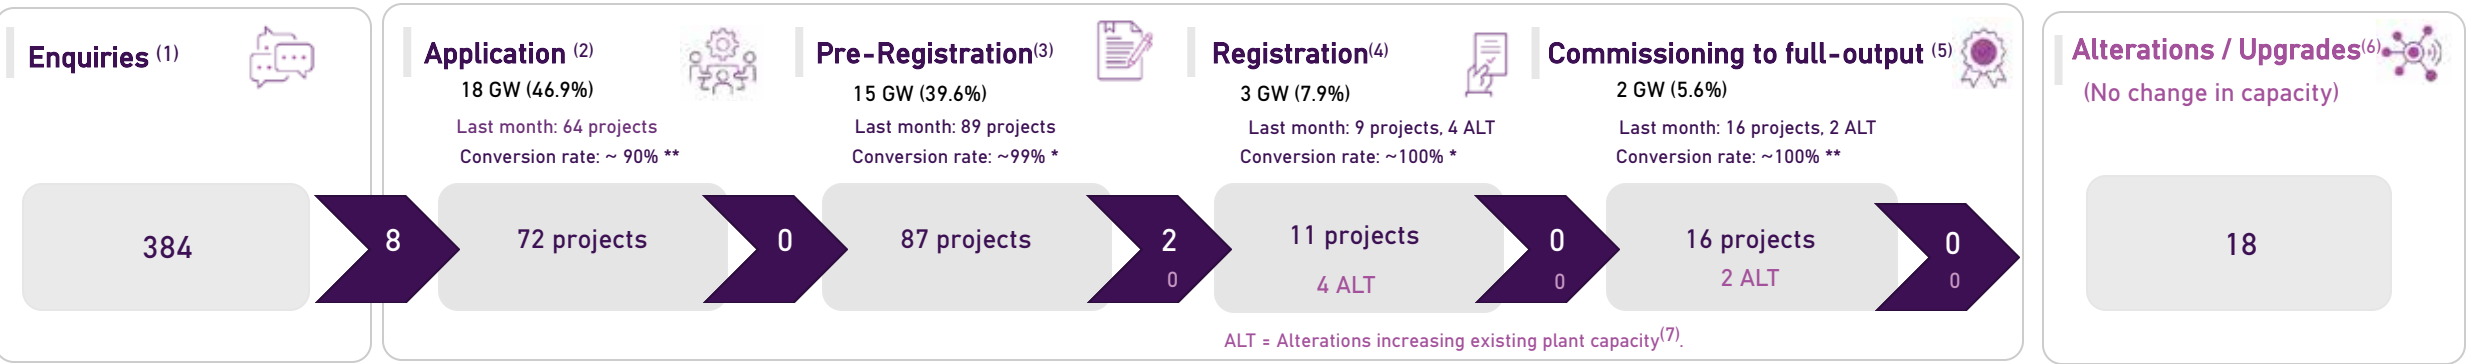 Enquiries (1)
384
8
Application (2)
18 GW (46.9%)
Last month: 64 projects
Conversion rate: ~ 90% **
72 projects
0
Pre-Registration(3)
15 GW (39.6%)
Last month: 89 projects
Conversion rate: ~99% *
87 projects
2
0
Registration(4)
3 GW (7.9%)
Last month: 9 projects, 4 ALT
Conversion rate: ~100% *
11 projects
4 ALT
0
0
Commissioning to full-output (5)
2 GW (5.6%)
Last month: 16 projects, 2 ALT
Conversion rate: ~100% **
16 projects
2 ALT
0
0
ALT = Alterations increasing existing plant capacity(7).
Alterations / Upgrades(6)
(No change in capacity)
18